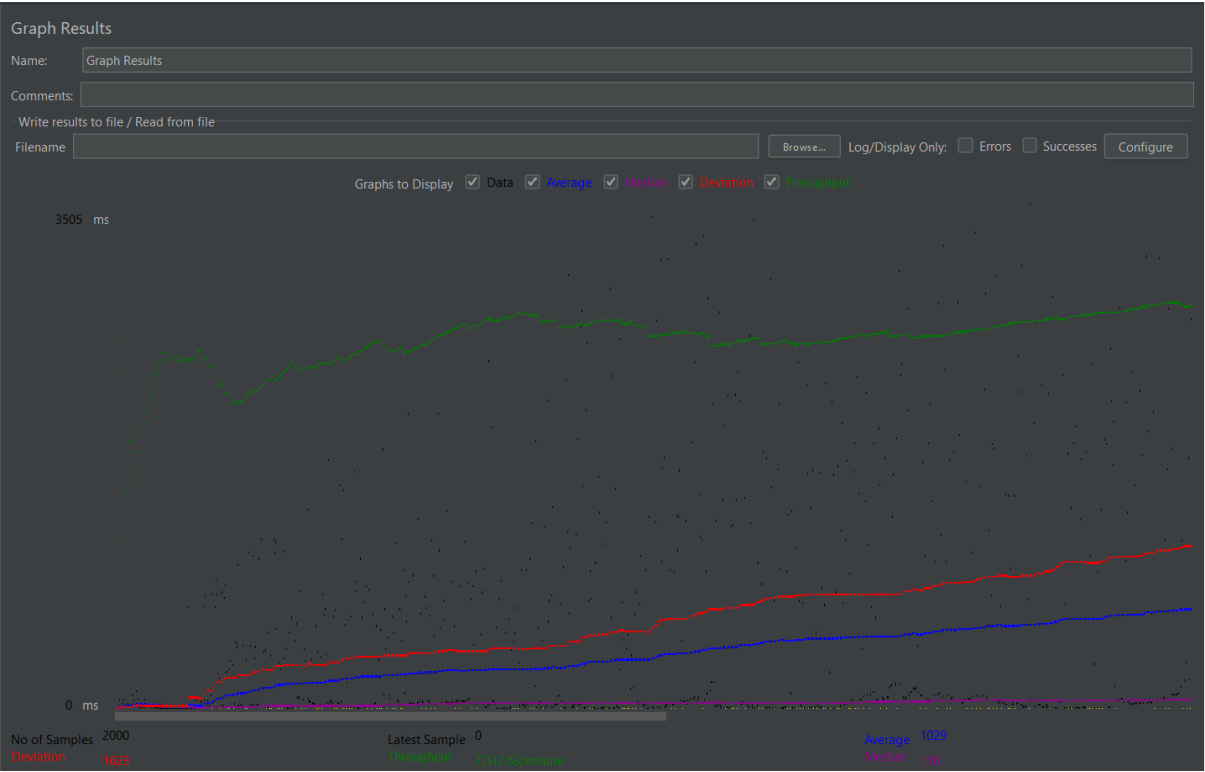 Graph Results
Name: Graph Results
Comments:
Write results to file / Read from file
Filename Browse... Log/Display Only: Errors Successes Configure
Graphs to Display Data Average Median Deviation Throughput
3505 ms
0 ms
No of Samples 2000 Latest Sample 0 Average 1029
Deviation 1623 Throughput 7,047.63/minute Median